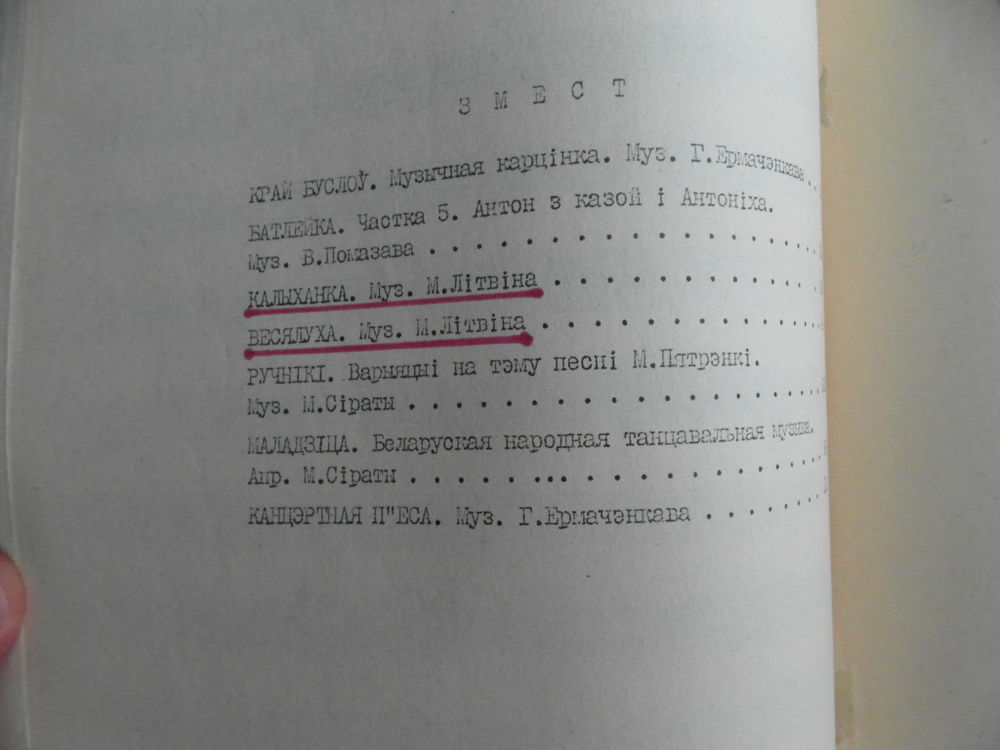 ЗМЕСТ
КРАЙ БУСЛОЎ. Музычная карцінка. Муз. Г.Ермачэнкава..
БАТЛЕЙКА. Частка 5. Антон з казой і Антоніха.
Муз. В.Помазава . . . . . . . . . . . . . . . . . .
КАЛЫХАНКА. Муз. М.Літвіна . . . . . . . . . . . . .
ВЕСЯЛУХА. Муз. М.Літвіна . . . . . . . . . . . . .
РУЧНІКІ. Варыяцыі на тэму песні М.Пятрэнкі.
Муз. М.Сіраты . . . . . . . . . . . . . . . . . .
МАЛАДЗІЦА. Беларуская народная танцавальная музыка.
Апр. М.Сіраты . . . . . ... . . . . . . . . . . .
КАНЦЭРТНАЯ П"ЕСА. Муз. Г.Ермачэнкава . . . . . . .